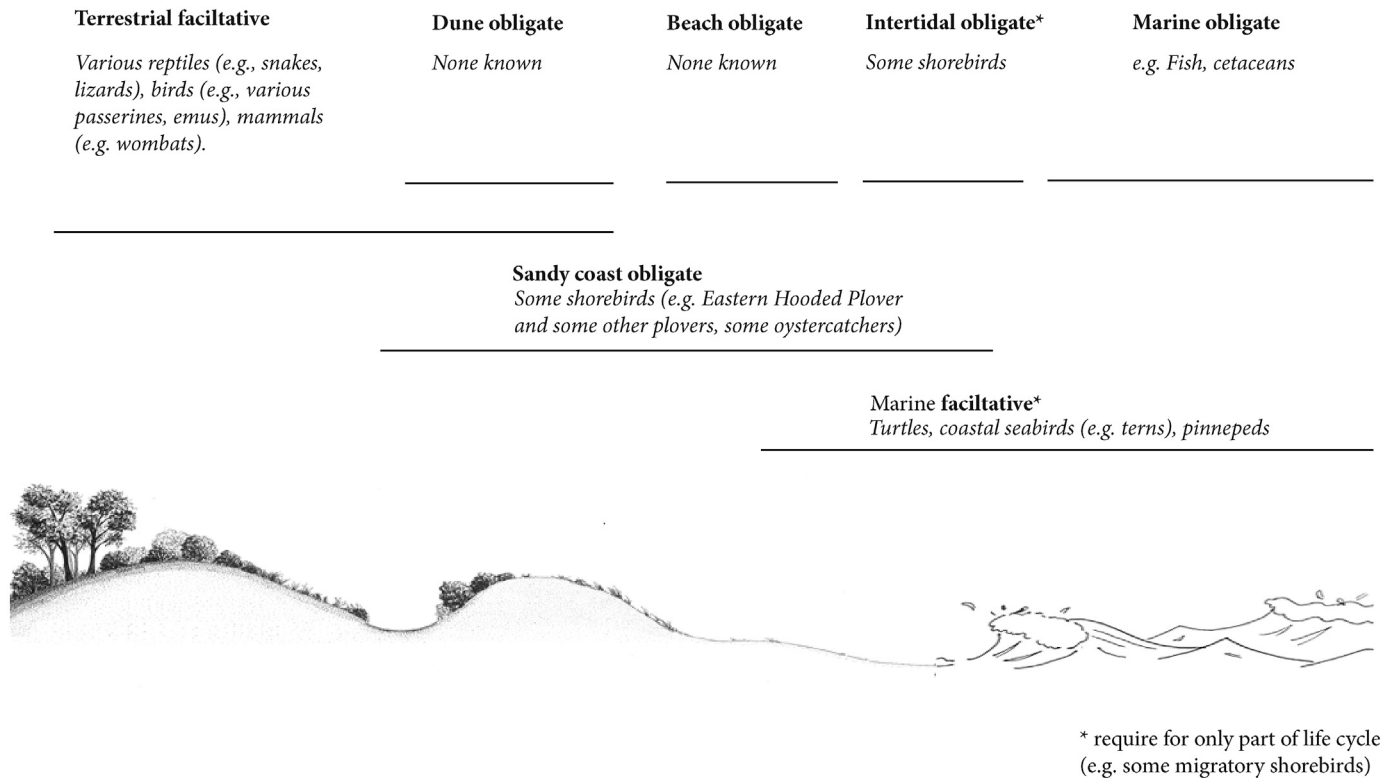 Terrestrial faciltative
Various reptiles (e.g., snakes,
lizards), birds (e.g., various
passerines, emus), mammals
(e.g. wombats).
Dune obligate
None known
Beach obligate
None known
Intertidal obligate*
Some shorebirds
Marine obligate
e.g. Fish, cetaceans
Sandy coast obligate
Some shorebirds (e.g. Eastern Hooded Plover
and some other plovers, some oystercatchers)
Marine faciltative*
Turtles, coastal seabirds (e.g. terns), pinnepeds
* require for only part of life cycle
(e.g. some migratory shorebirds)